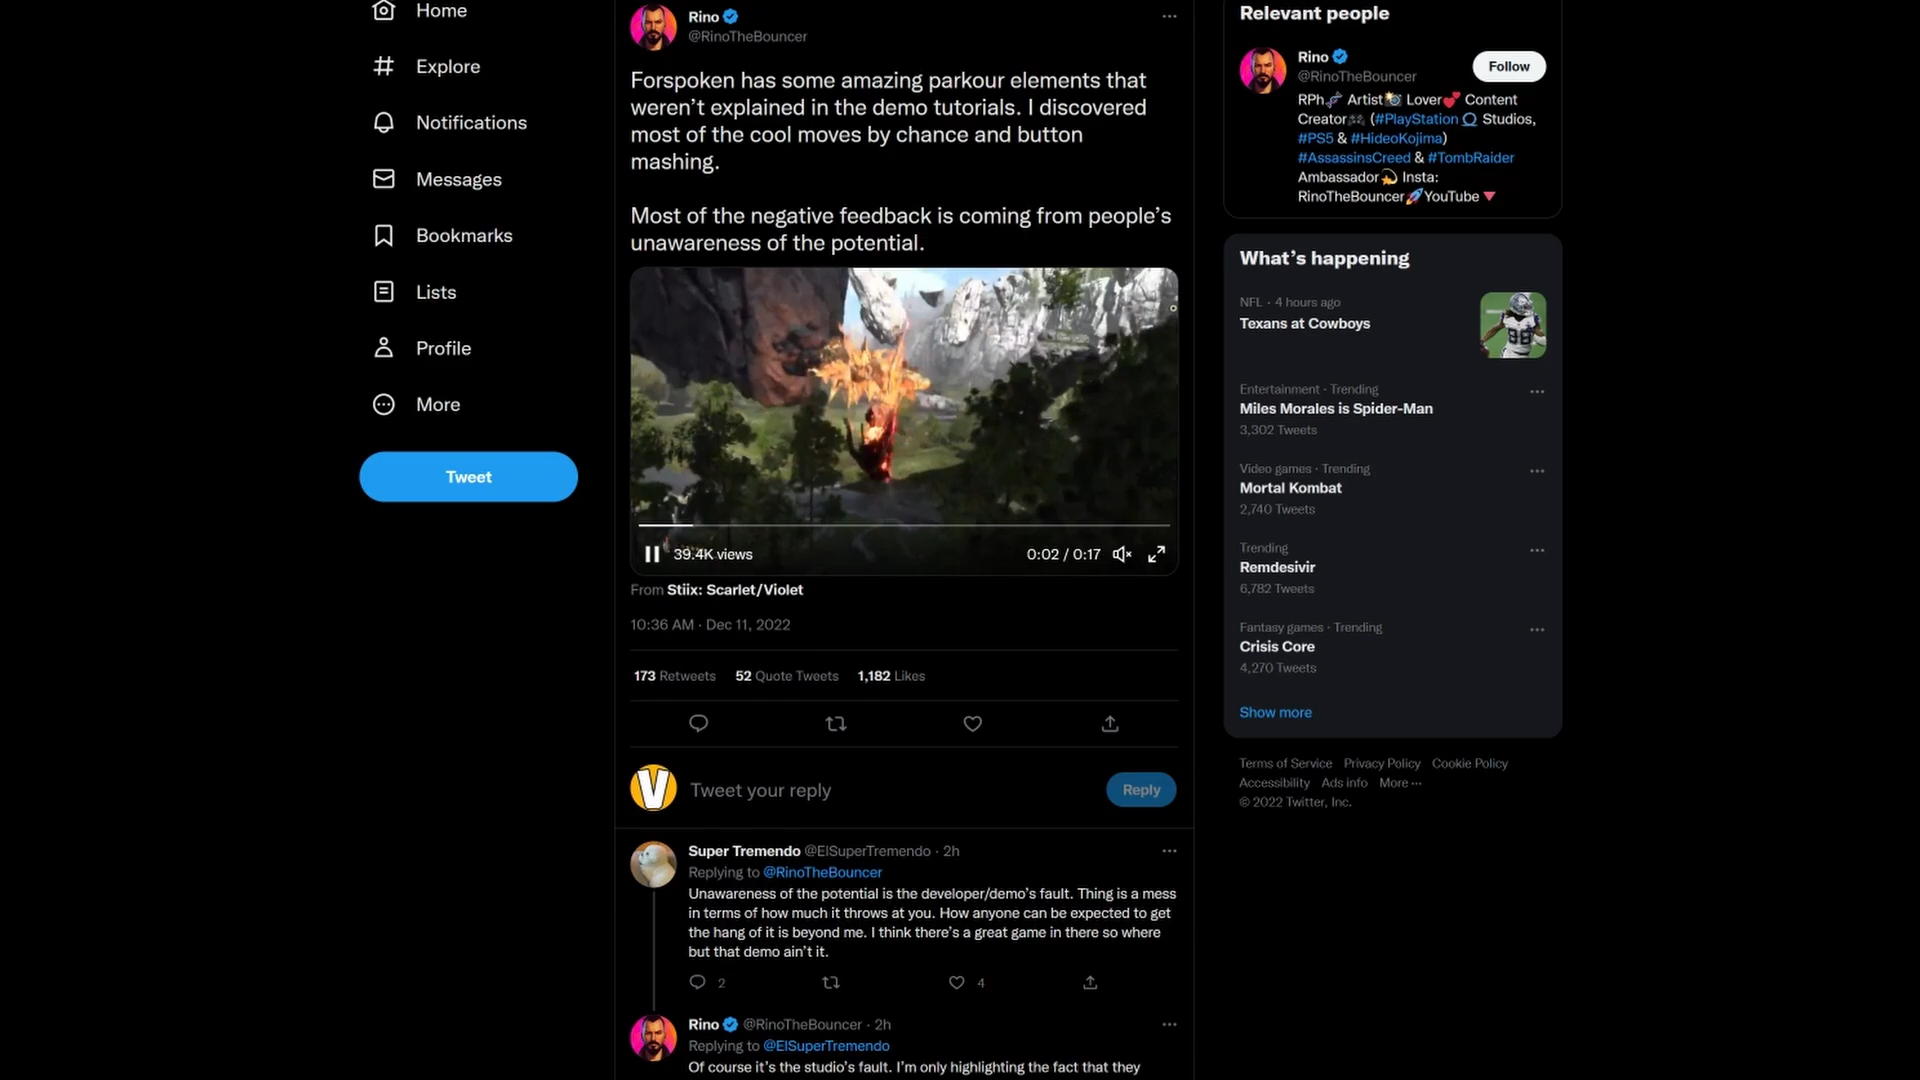 Home
Explore
Notifications
Messages
Bookmarks
Lists
Profile
More
Tweet
Rino
@RinoTheBouncer
Forspoken has some amazing parkour elements that
weren’t explained in the demo tutorials. I discovered
most of the cool moves by chance and button
mashing.
Most of the negative feedback is coming from people’s
unawareness of the potential.
39.4K views
0:02 / 0:17
From Stiix: Scarlet/Violet
10:36 AM · Dec 11, 2022
173 Retweets 52 Quote Tweets 1,182 Likes
V
Tweet your reply
Reply
Super Tremendo @ElSuperTremendo · 2h
Replying to @RinoTheBouncer
Unawareness of the potential is the developer/demo’s fault. Thing is a mess
in terms of how much it throws at you. How anyone can be expected to get
the hang of it is beyond me. I think there’s a great game in there so where
but that demo ain’t it.
2
4
Rino @RinoTheBouncer · 2h
Replying to @ElSuperTremendo
Of course it’s the studio’s fault. I’m only highlighting the fact that they
Relevant people
Rino
@RinoTheBouncer
Follow
RPh🧬 Artist📸 Lover💕 Content
Creator🎮 (#PlayStation Studios,
#PS5 & #HideoKojima)
#AssassinsCreed & #TombRaider
Ambassador💫 Insta:
RinoTheBouncer🚀YouTube🔻
What’s happening
NFL · 4 hours ago
Texans at Cowboys
Entertainment · Trending
Miles Morales is Spider-Man
3,302 Tweets
Video games · Trending
Mortal Kombat
2,740 Tweets
Trending
Remdesivir
6,782 Tweets
Fantasy games · Trending
Crisis Core
4,270 Tweets
Show more
Terms of Service Privacy Policy Cookie Policy
Accessibility Ads info More ···
© 2022 Twitter, Inc.